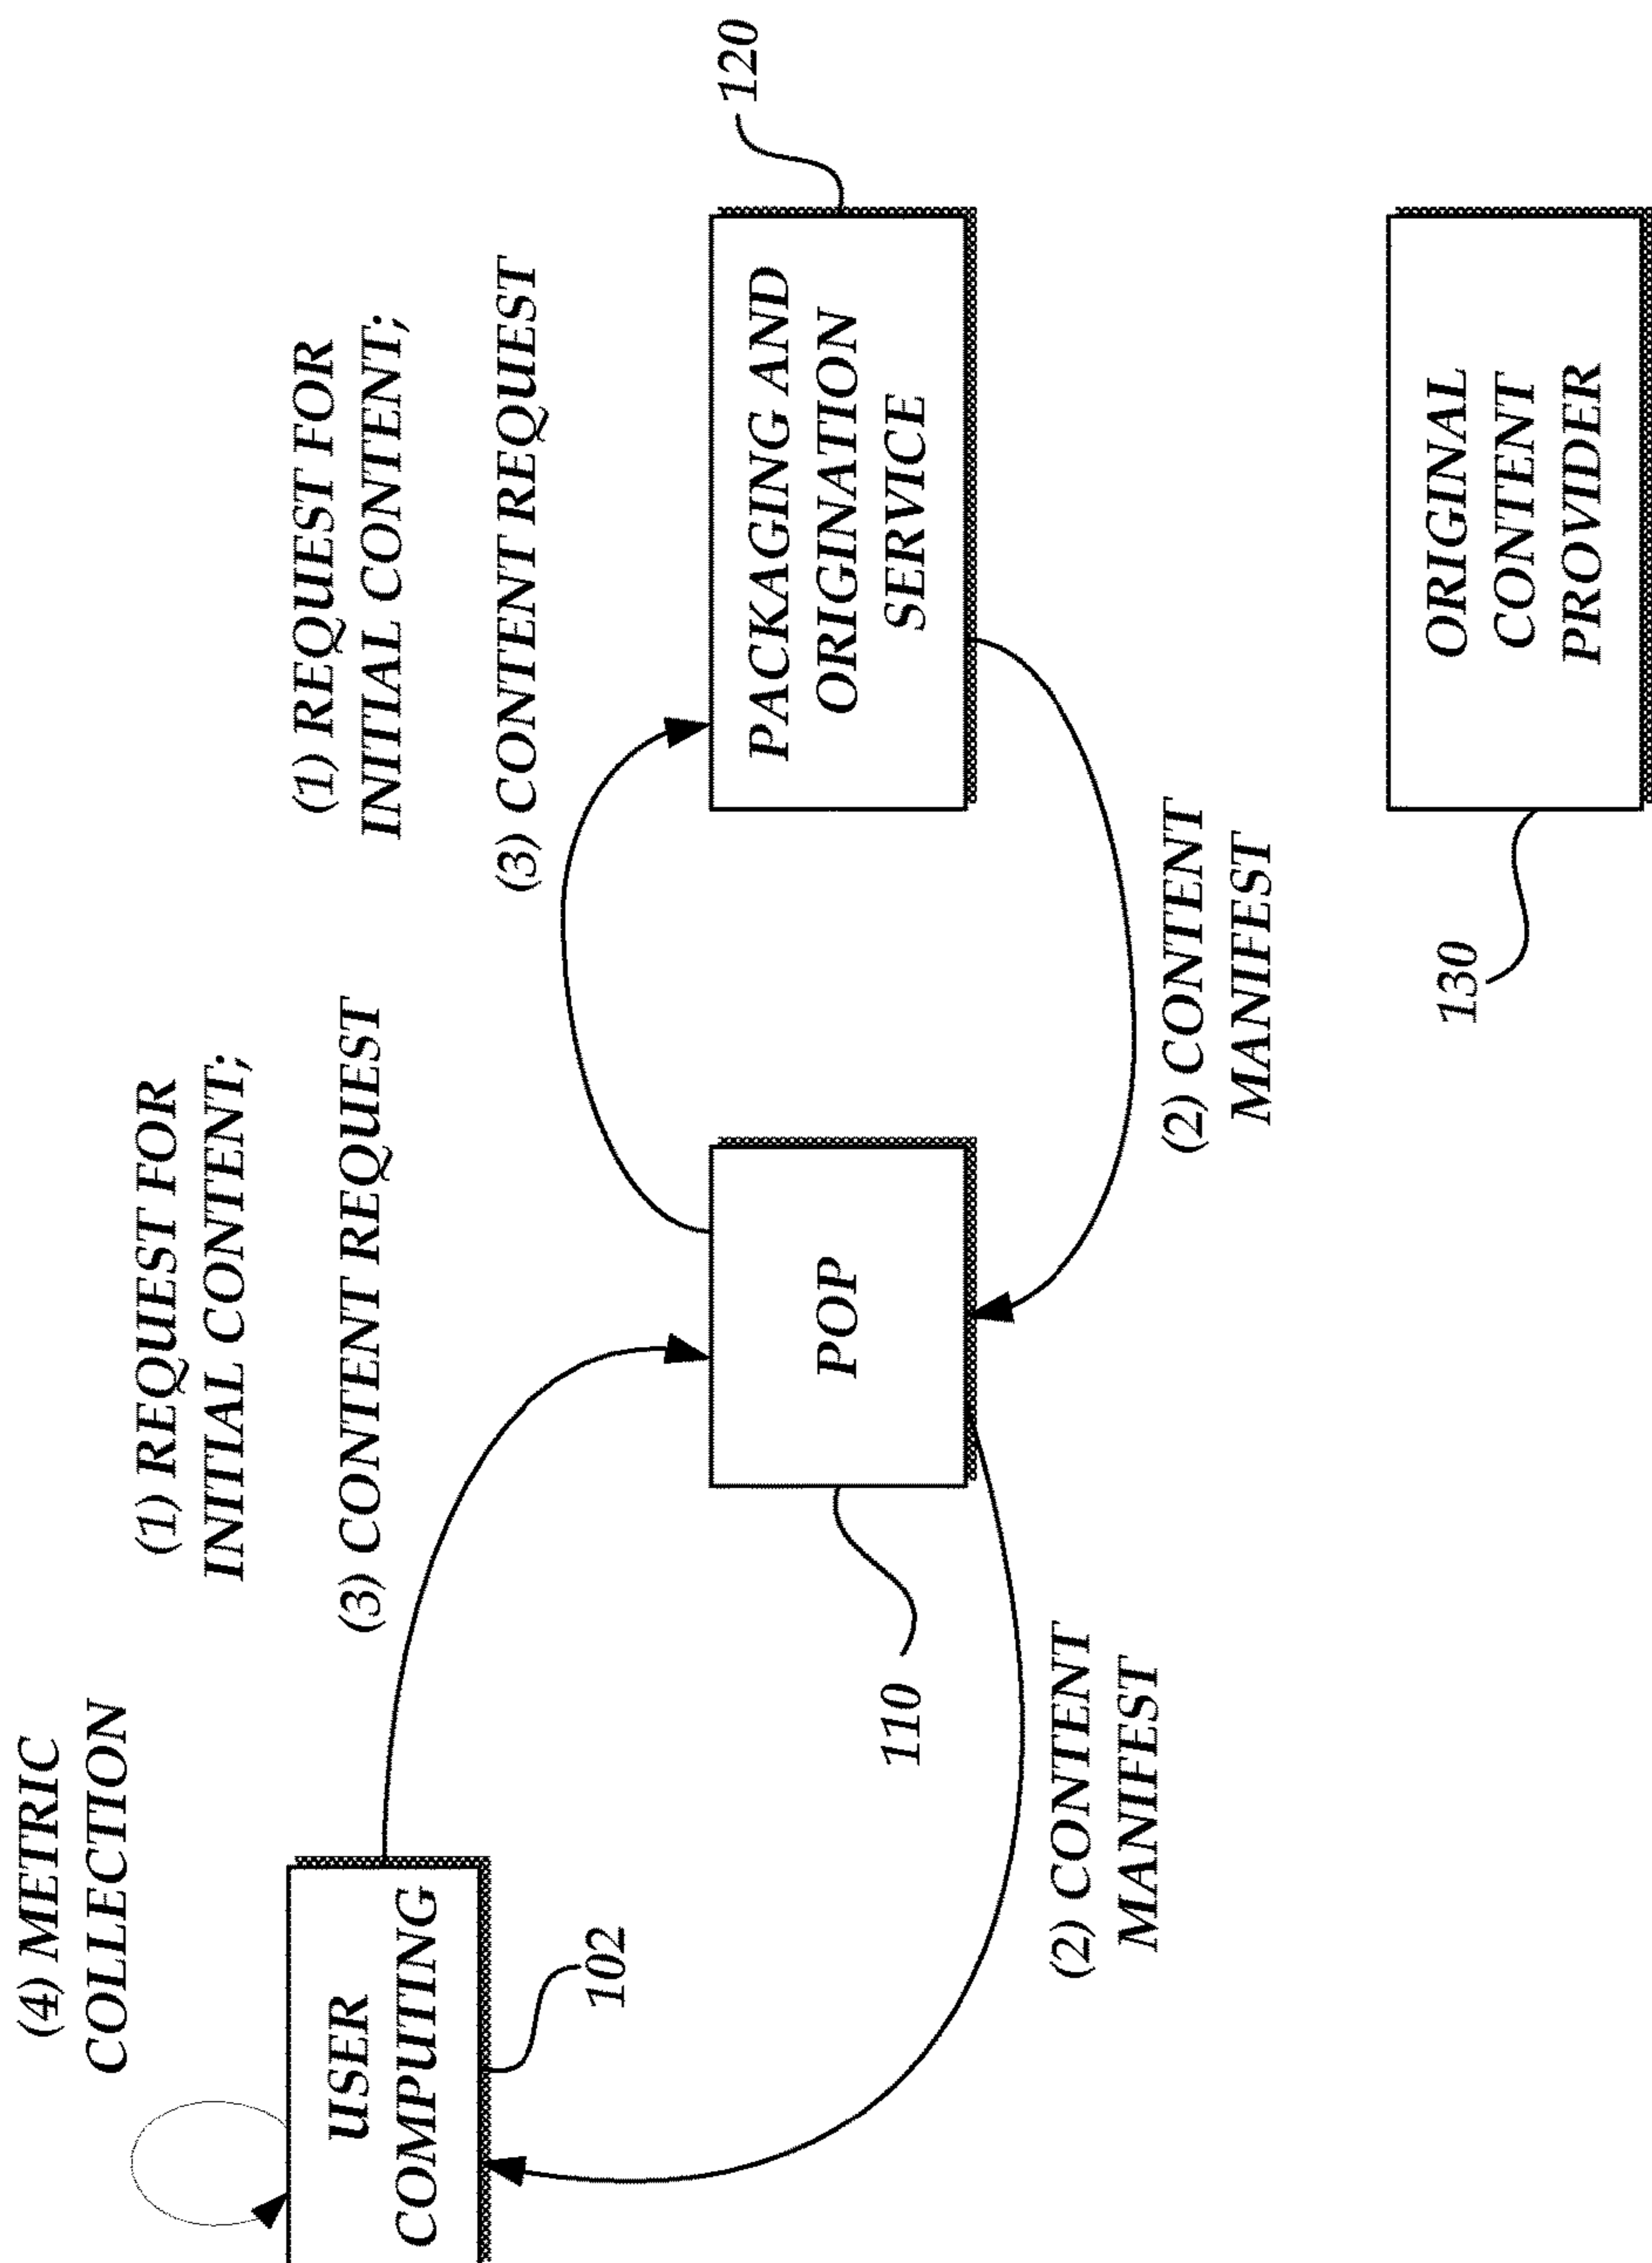 (4) METRIC
COLLECTION
(1) REQUEST FOR
INITIAL CONTENT;
(3) CONTENT REQUEST
(1) REQUEST FOR
INITIAL CONTENT;
(3) CONTENT REQUEST
USER
COMPUTING
102
POP
110
PACKAGING AND
ORIGINATION
SERVICE
120
(2) CONTENT
MANIFEST
(2) CONTENT
MANIFEST
130
ORIGINAL
CONTENT
PROVIDER